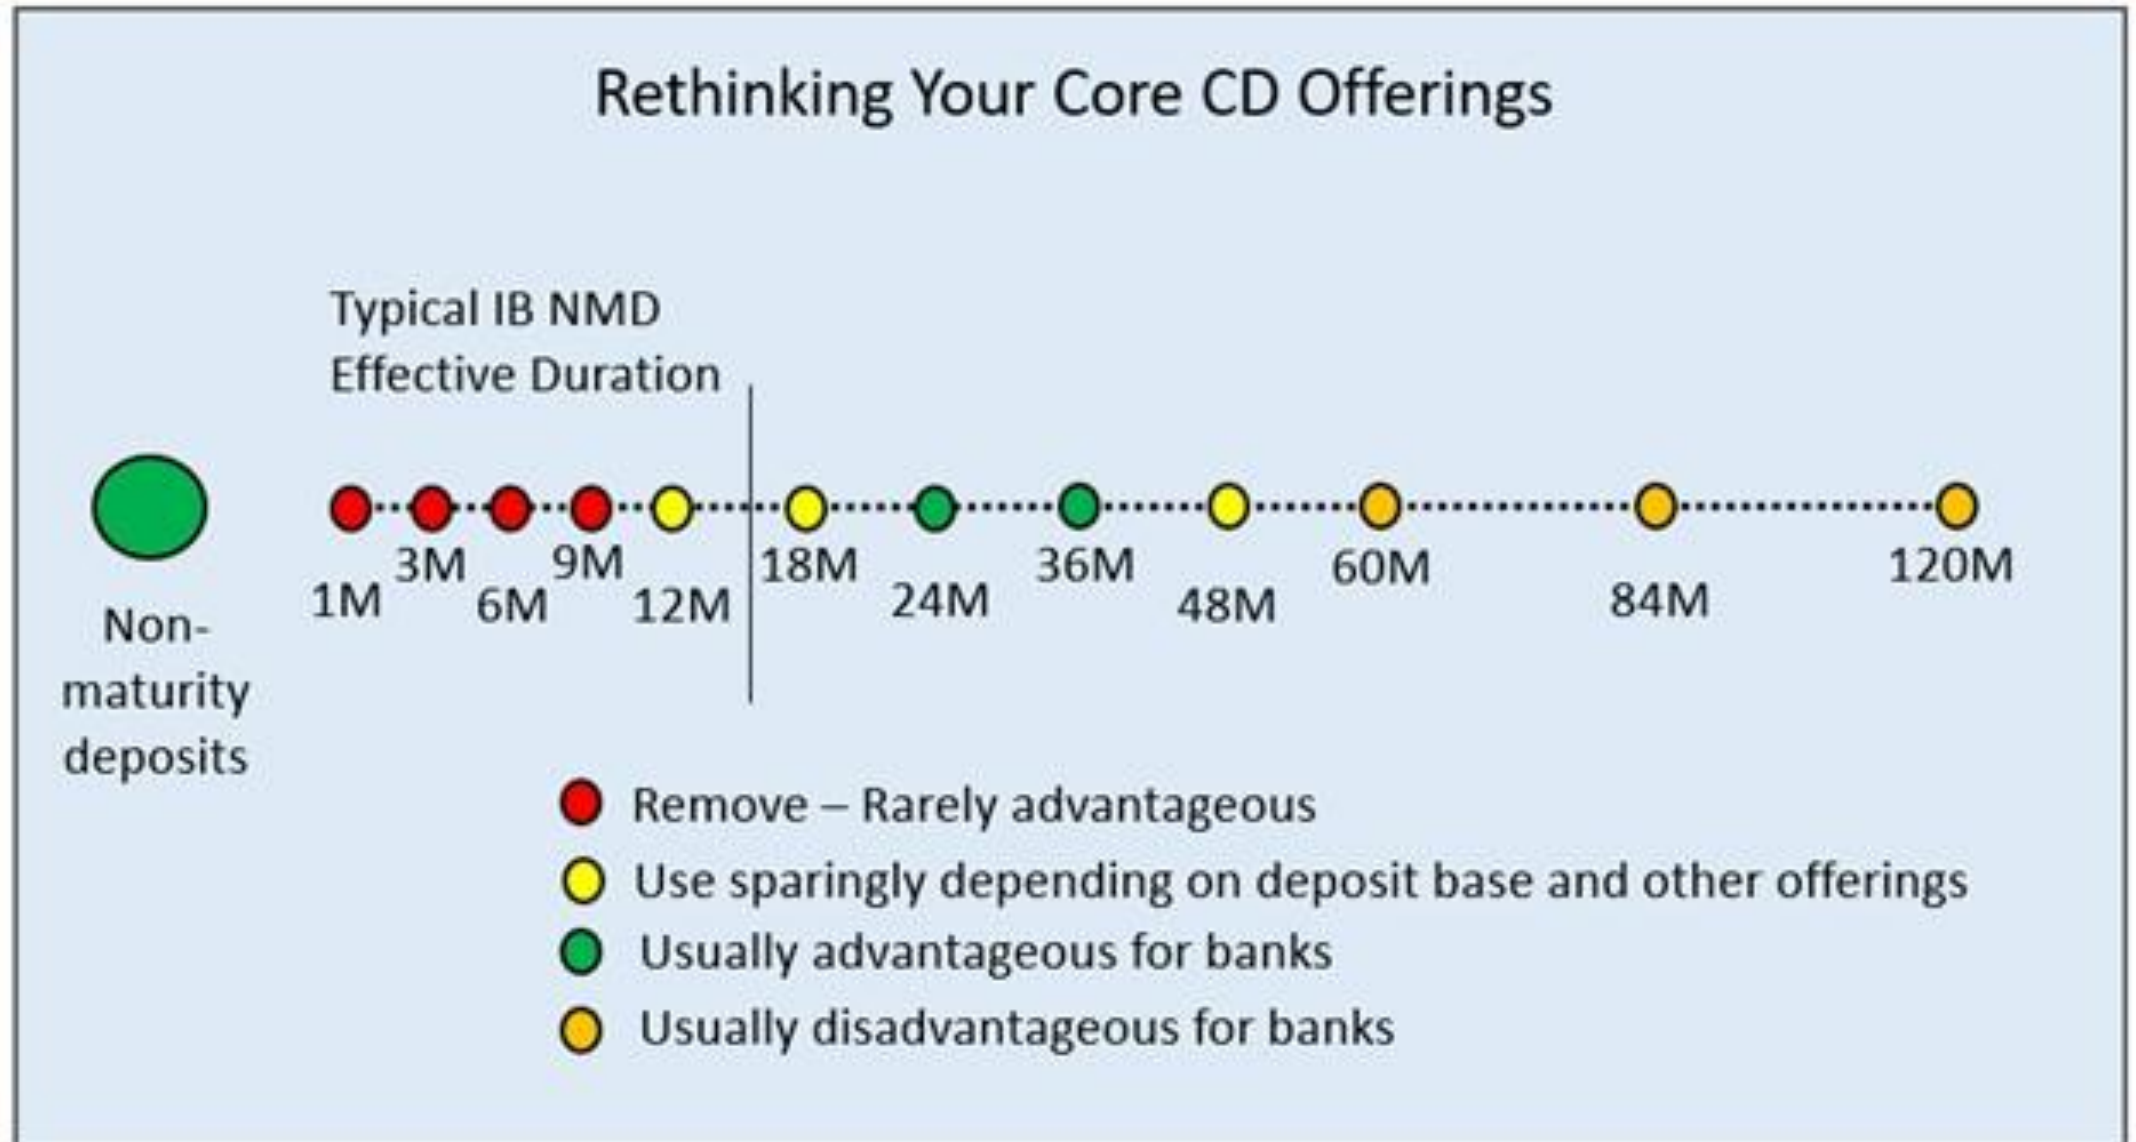 Rethinking Your Core CD Offerings
Typical IB NMD
Effective Duration
1M
3M
6M
9M
12M
18M
24M
36M
48M
60M
84M
120M
Non-
maturity
deposits
Remove – Rarely advantageous
Use sparingly depending on deposit base and other offerings
Usually advantageous for banks
Usually disadvantageous for banks